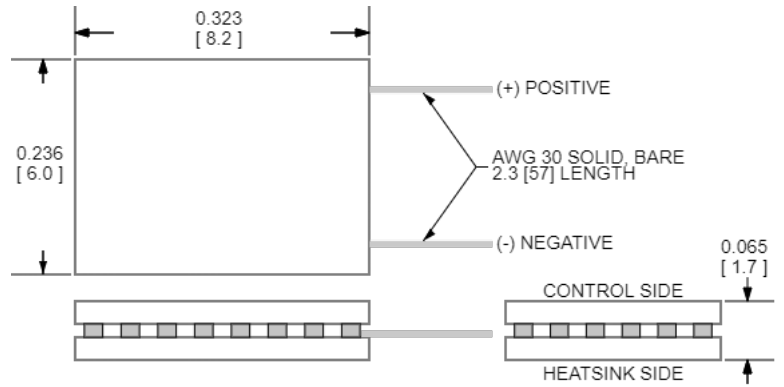 0.323
[ 8.2 ]
(+) POSITIVE
0.236
[ 6.0 ]
AWG 30 SOLID, BARE
2.3 [57] LENGTH
(-) NEGATIVE
0.065
[ 1.7 ]
CONTROL SIDE
HEATSINK SIDE